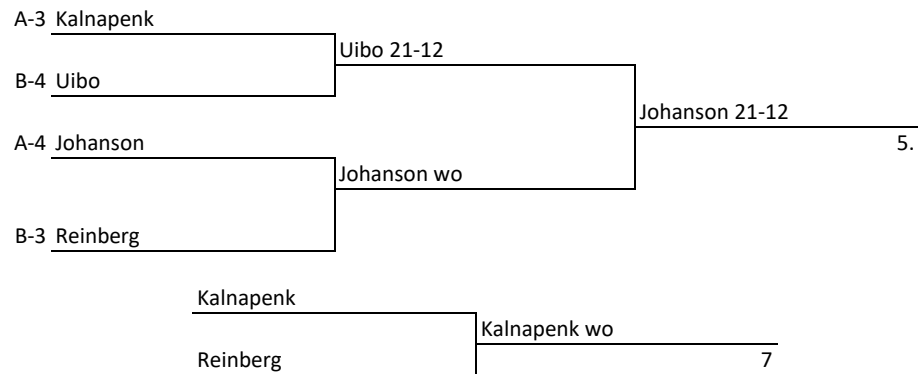 A-3 Kalnapenk
Uibo 21-12
B-4 Uibo
Johanson 21-12
A-4 Johanson
5.
Johanson wo
B-3 Reinberg
Kalnapenk
Kalnapenk wo
Reinberg
7